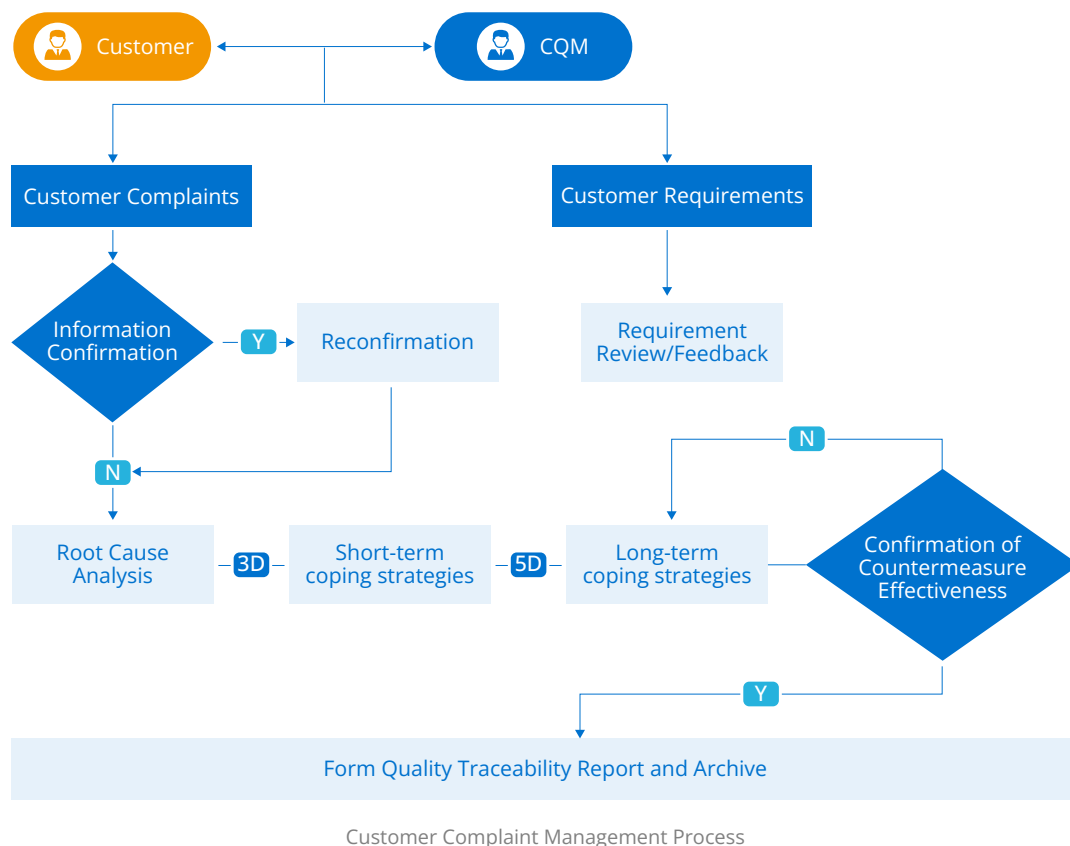 Customer
CQM
Customer Complaints
Customer Requirements
Information
Confirmation
Y
Reconfirmation
Requirement
Review/Feedback
N
N
Root Cause
Analysis
3D
Short-term
coping strategies
5D
Long-term
coping strategies
Confirmation of
Countermeasure
Effectiveness
Y
Form Quality Traceability Report and Archive
Customer Complaint Management Process